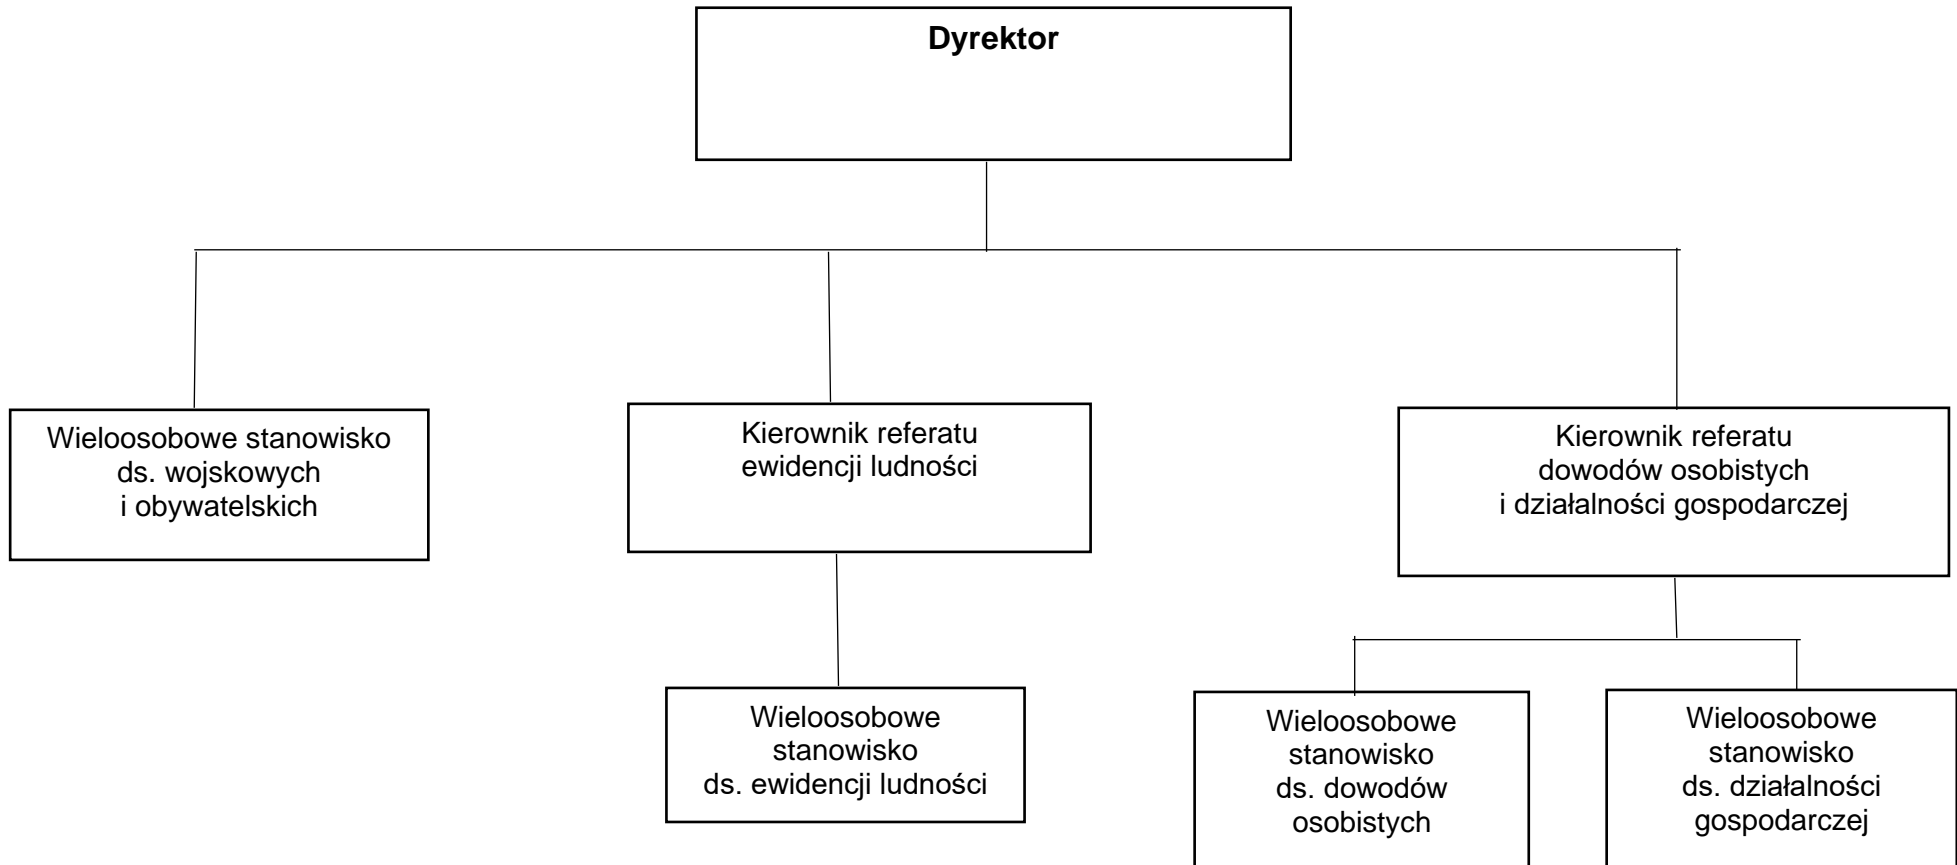 Dyrektor
Wieloosobowe stanowisko
ds. wojskowych
i obywatelskich
Kierownik referatu
ewidencji ludności
Kierownik referatu
dowodów osobistych
i działalności gospodarczej
Wieloosobowe
stanowisko
ds. ewidencji ludności
Wieloosobowe
stanowisko
ds. dowodów
osobistych
Wieloosobowe
stanowisko
ds. działalności
gospodarczej